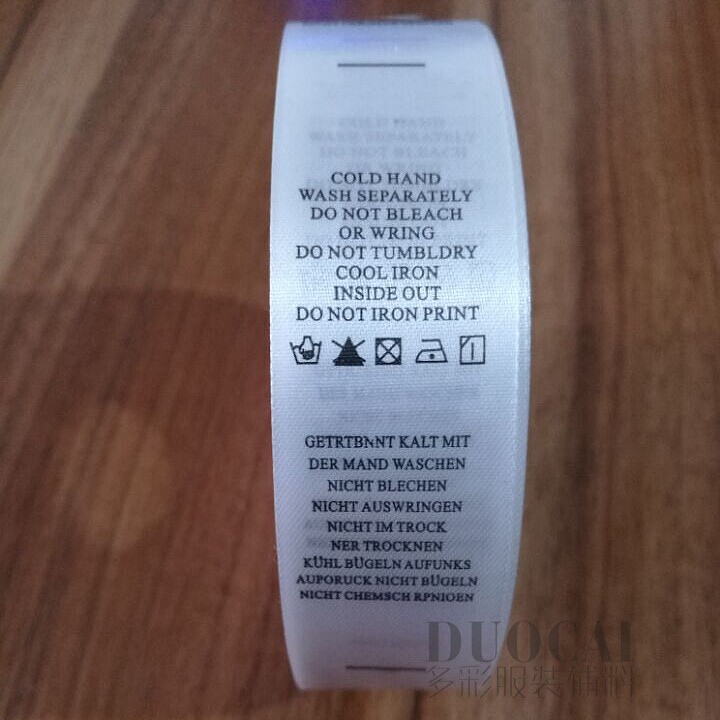 COLD HAND
WASH SEPARATELY
DO NOT BLEACH
OR WRING
DO NOT TUMBLDRY
COOL IRON
INSIDE OUT
DO NOT IRON PRINT
GETRTBNNT KALT MIT
DER MAND WASCHEN
NICHT BLECHEN
NICHT AUSWRINGEN
NICHT IM TROCK
NER TROCKNEN
KÜHL BÜGELN AUFUNKS
AUPORUCK NICHT BÜGELN
NICHT CHEMSCH RPNIOEN
DUOCAI
多彩服装辅料